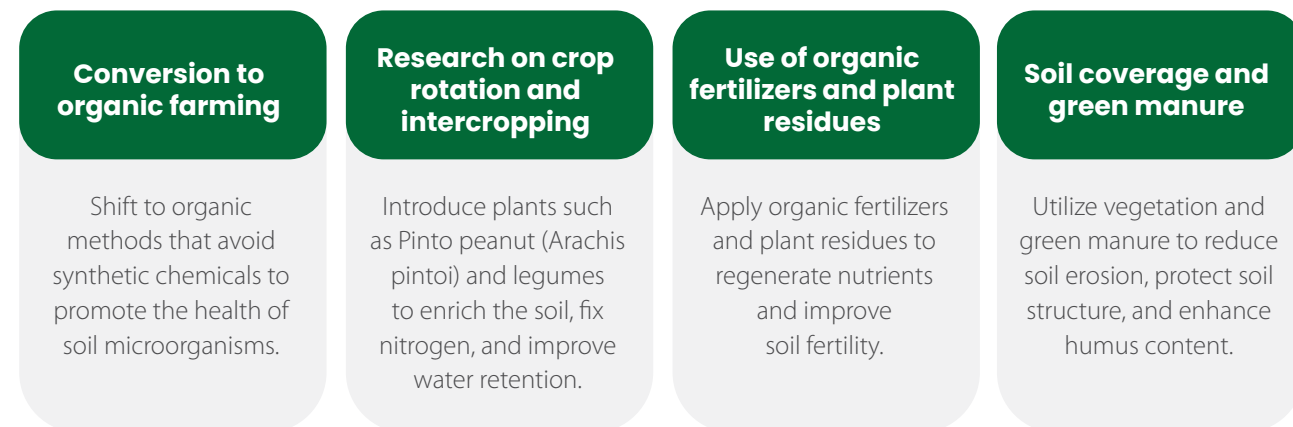 Conversion to
organic farming
Shift to organic
methods that avoid
synthetic chemicals to
promote the health of
soil microorganisms.
Research on crop
rotation and
intercropping
Introduce plants such
as Pinto peanut (Arachis
pintoi) and legumes
to enrich the soil, fix
nitrogen, and improve
water retention.
Use of organic
fertilizers and plant
residues
Apply organic fertilizers
and plant residues to
regenerate nutrients
and improve
soil fertility.
Soil coverage and
green manure
Utilize vegetation and
green manure to reduce
soil erosion, protect soil
structure, and enhance
humus content.